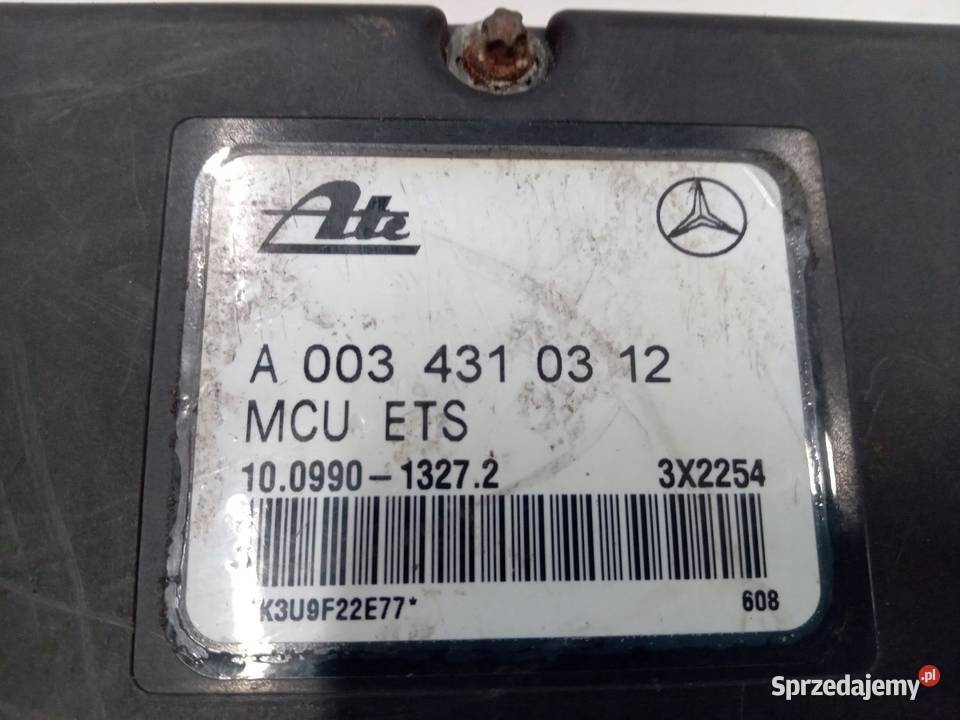 Ate
A 003 431 03 12
MCU ETS
10.0990-1327.2 3X2254
*K3U9F22E77* 608
Sprzedajemy.pl